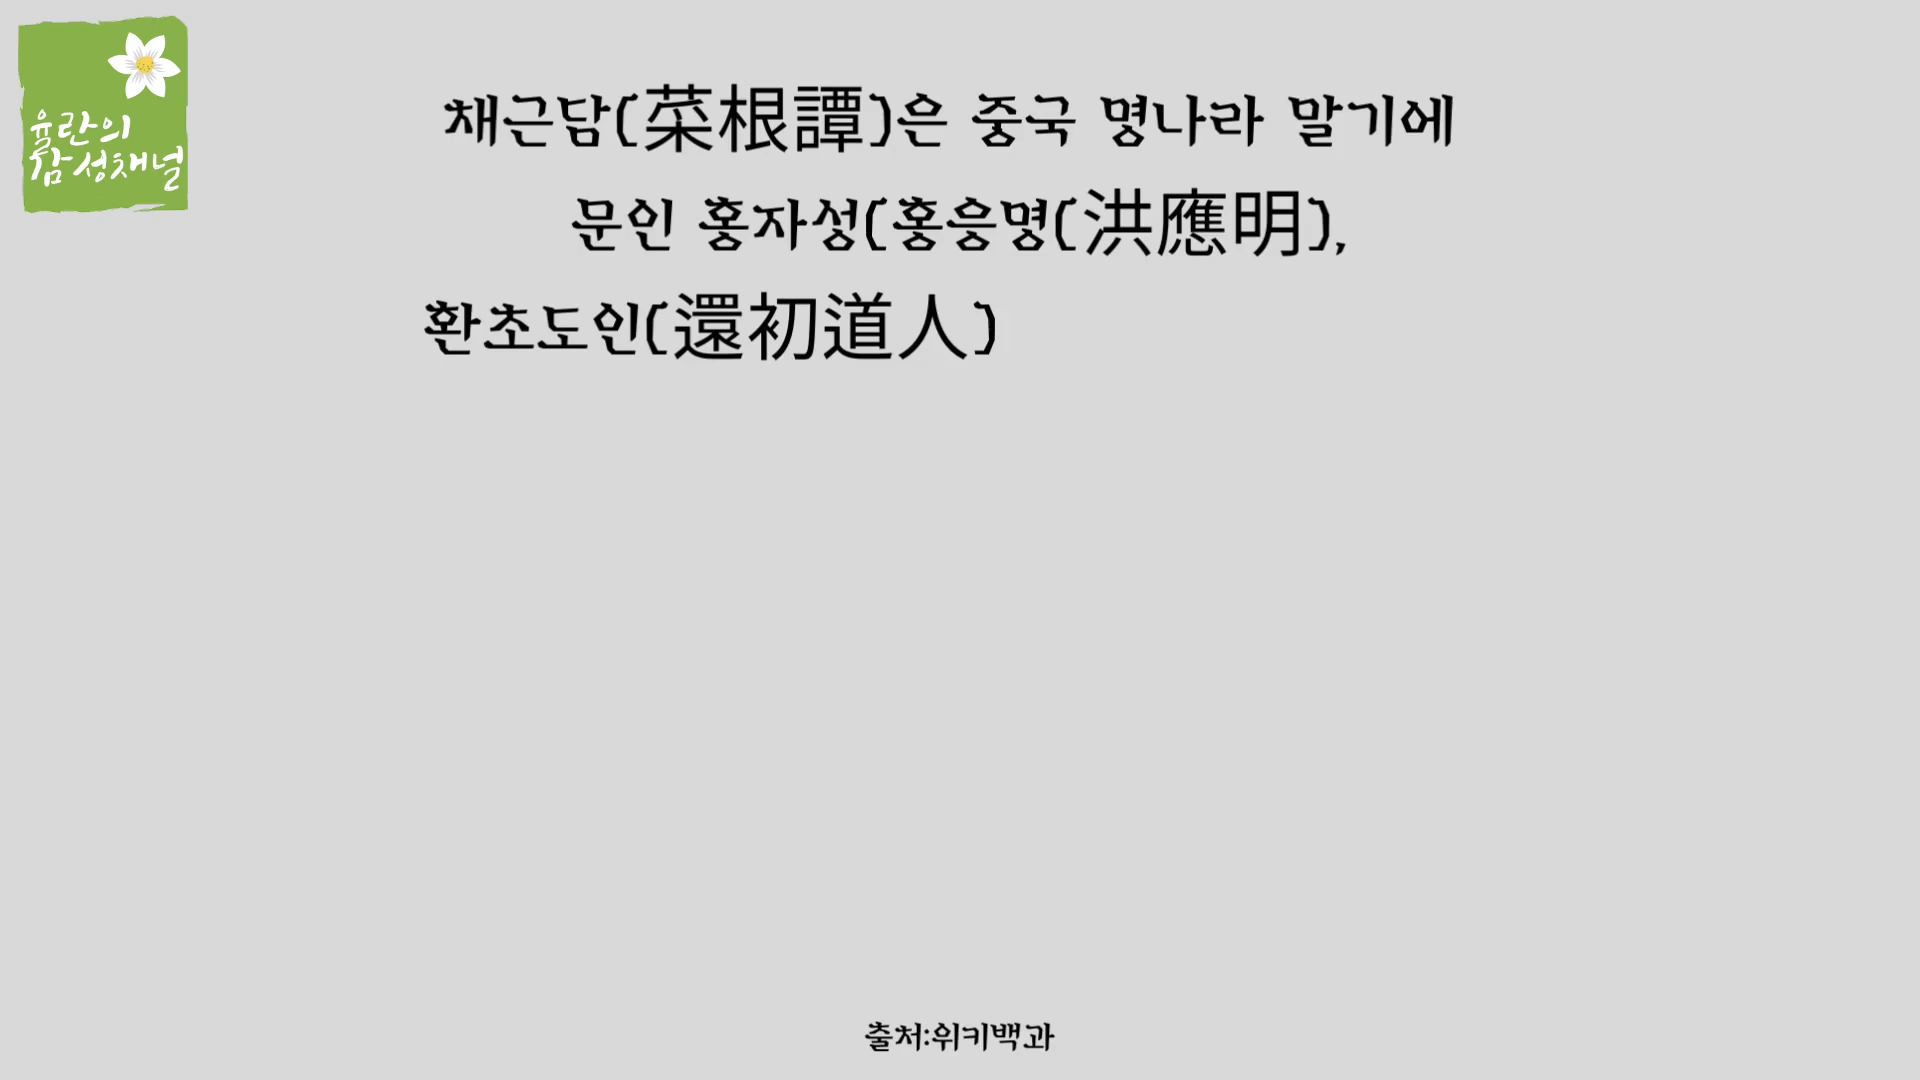 율란의
감성채널
채근담(菜根譚)은 중국 명나라 말기에
문인 홍자성(홍응명(洪應明),
환초도인(還初道人)
출처:위키백과